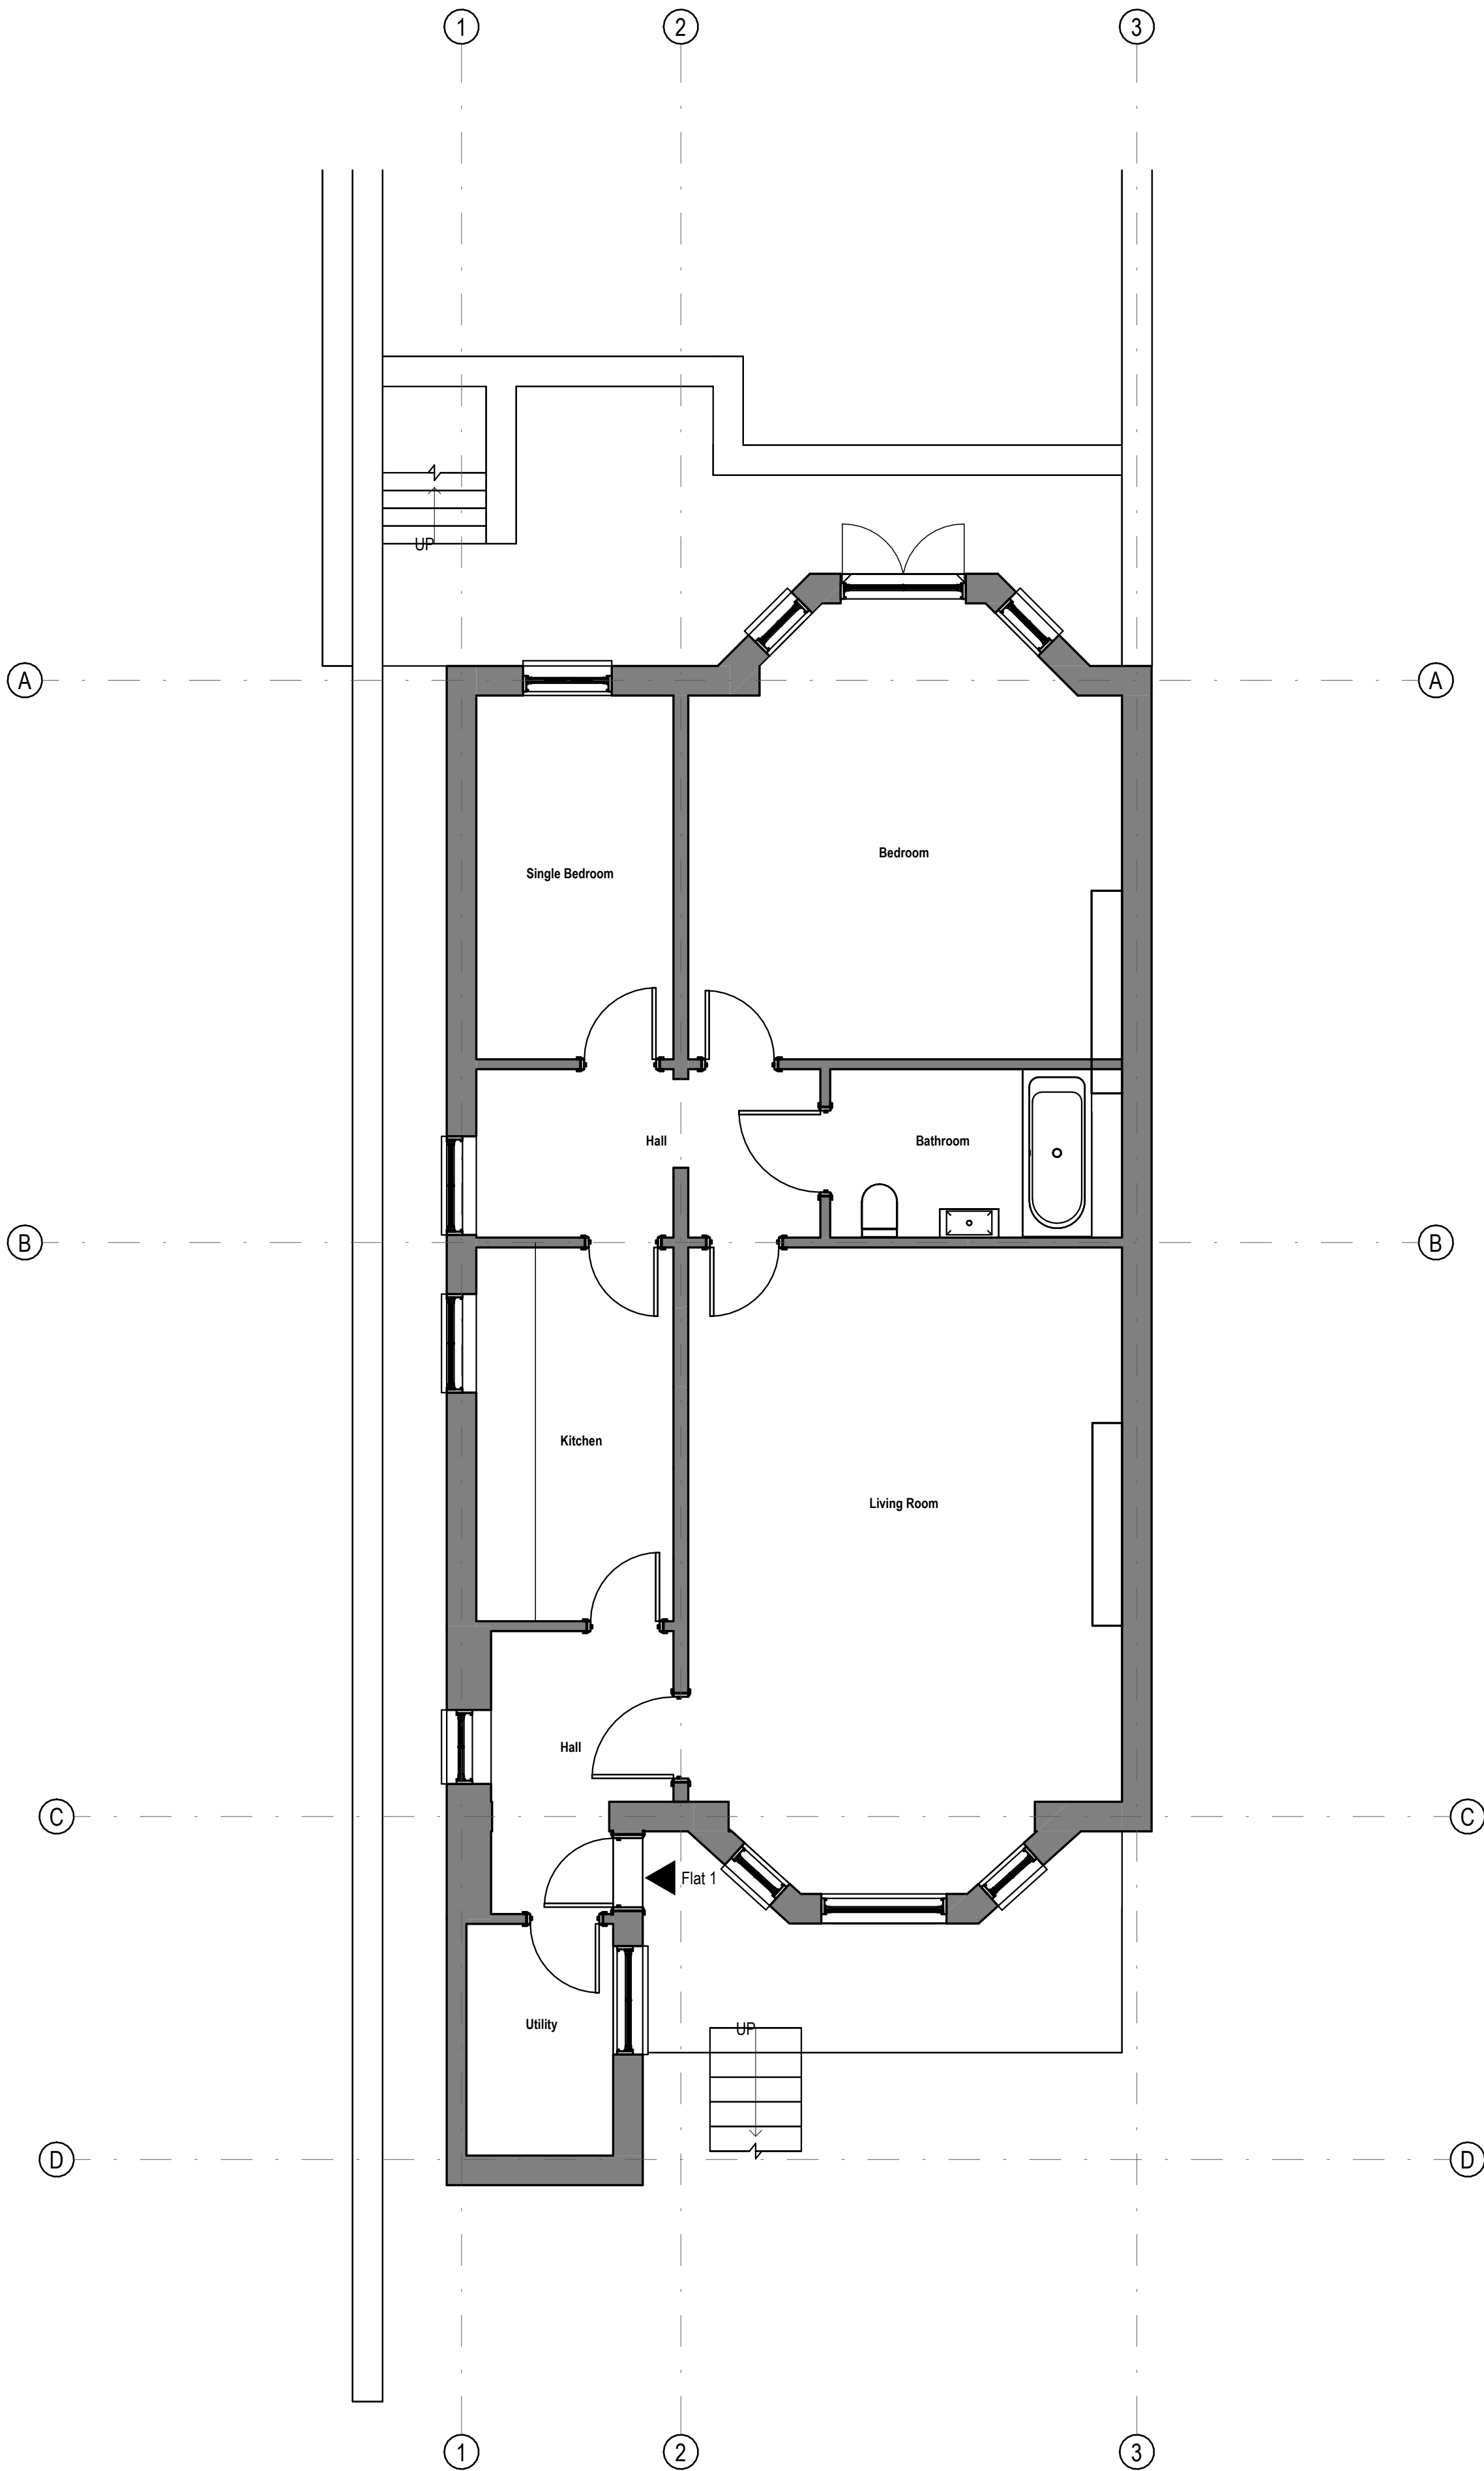 1
2
3
UP
A
A
Bedroom
Single Bedroom
Hall
Bathroom
B
B
Kitchen
Living Room
Hall
C
C
Flat 1
Utility
UP
D
D
1
2
3